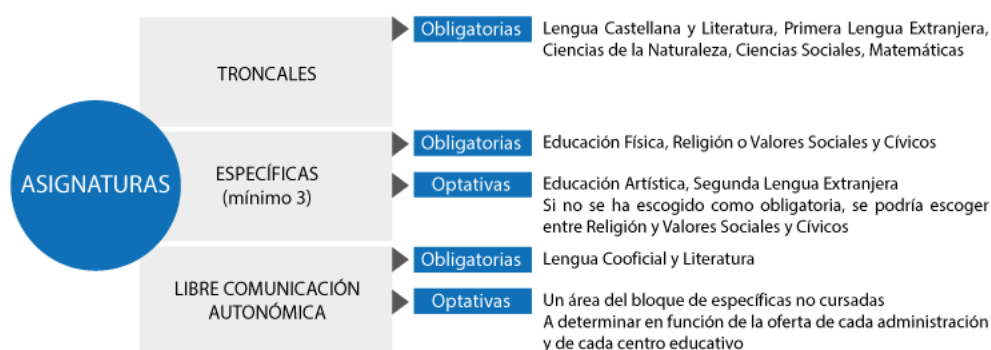 ASIGNATURAS
TRONCALES
Obligatorias
Lengua Castellana y Literatura, Primera Lengua Extranjera,
Ciencias de la Naturaleza, Ciencias Sociales, Matemáticas
ESPECÍFICAS
(mínimo 3)
Obligatorias
Educación Física, Religión o Valores Sociales y Cívicos
Optativas
Educación Artística, Segunda Lengua Extranjera
Si no se ha escogido como obligatoria, se podría escoger
entre Religión y Valores Sociales y Cívicos
LIBRE COMUNICACIÓN
AUTONÓMICA
Obligatorias
Lengua Cooficial y Literatura
Optativas
Un área del bloque de específicas no cursadas
A determinar en función de la oferta de cada administración
y de cada centro educativo